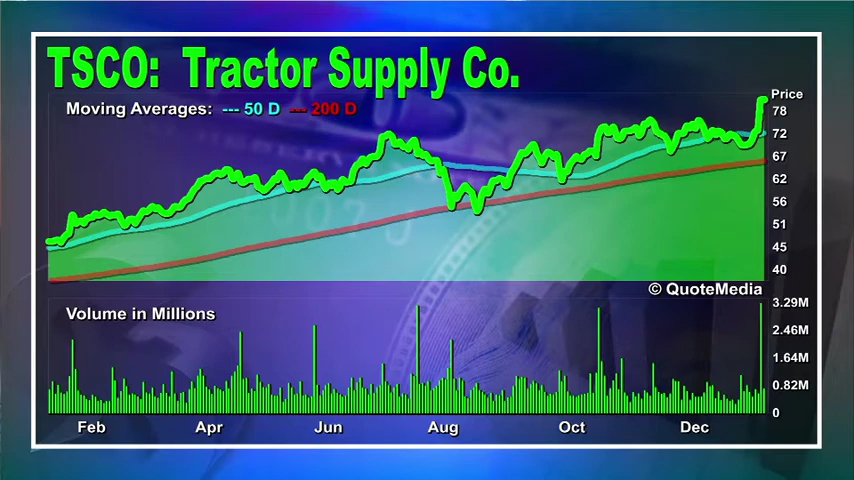 TSCO: Tractor Supply Co.
Moving Averages: --- 50 D --- 200 D
Price
78
72
67
62
56
51
45
40
© QuoteMedia
Volume in Millions
3.29M
2.46M
1.64M
0.82M
0
Feb Apr Jun Aug Oct Dec